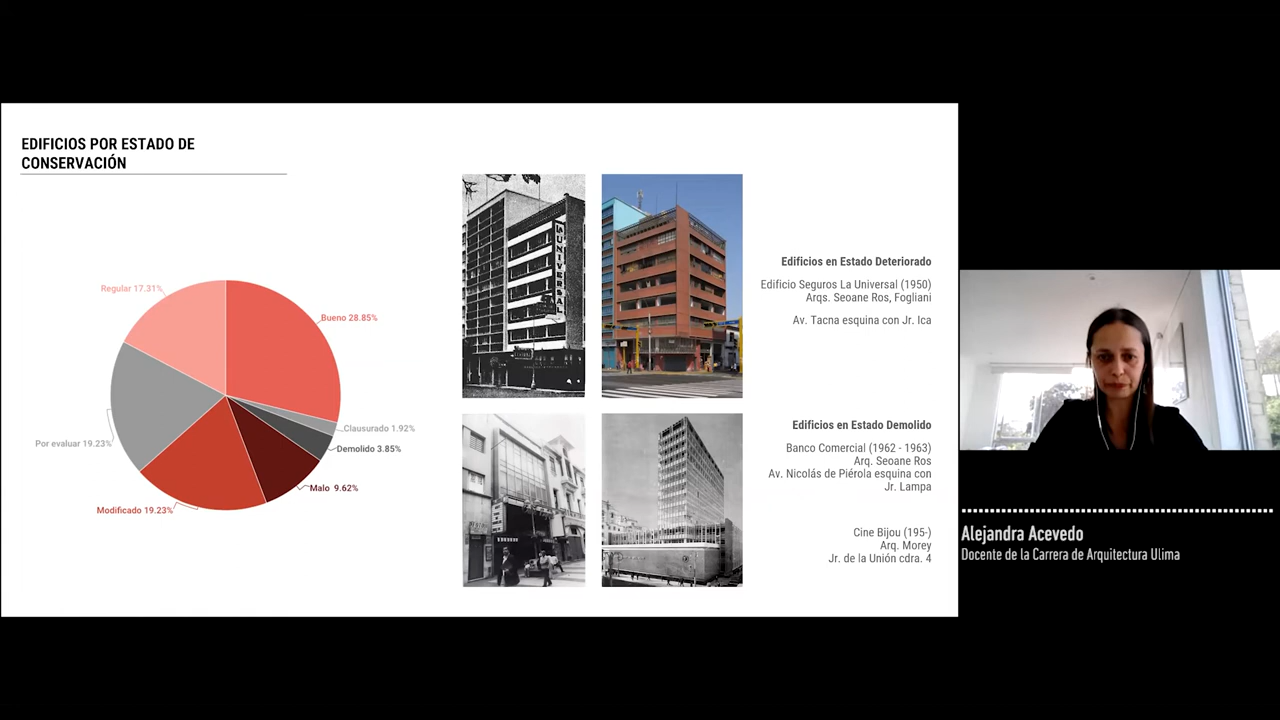 EDIFICIOS POR ESTADO DE
CONSERVACIÓN
Regular 17.31%
Bueno 28.85%
Clausurado 1.92%
Por evaluar 19.23%
Demolido 3.85%
Malo 9.62%
Modificado 19.23%
LA UNIVERSAL
Edificios en Estado Deteriorado
Edificio Seguros La Universal (1950)
Arqs. Seoane Ros, Fogliani
Av. Tacna esquina con Jr. Ica
Edificios en Estado Demolido
Banco Comercial (1962 - 1963)
Arq. Seoane Ros
Av. Nicolás de Piérola esquina con
Jr. Lampa
Cine Bijou (195-)
Arq. Morey
Jr. de la Unión cdra. 4
Alejandra Acevedo
Docente de la Carrera de Arquitectura Ulima